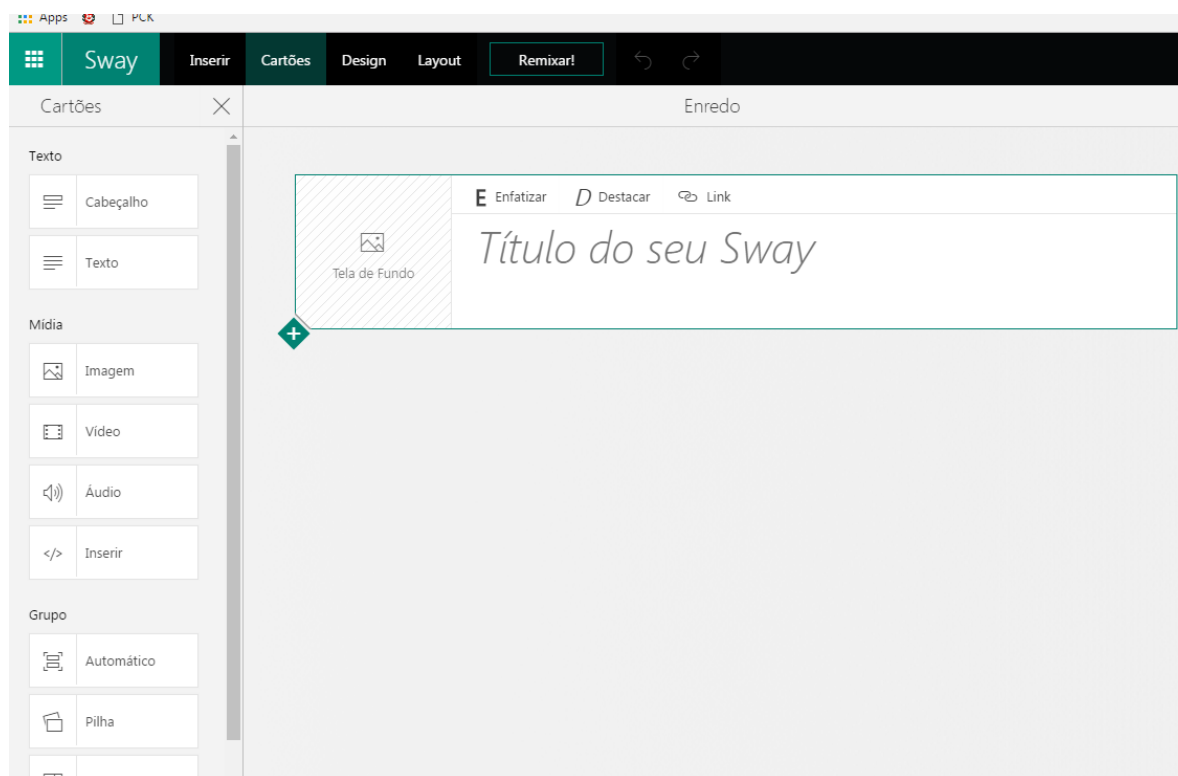 Apps PCK
Sway Inserir Cartões Design Layout Remixar!
Cartões Enredo
Texto
Cabeçalho
Texto
Mídia
Imagem
Vídeo
Áudio
</> Inserir
Grupo
Automático
Pilha
E Enfatizar D Destacar Link
Título do seu Sway
Tela de Fundo